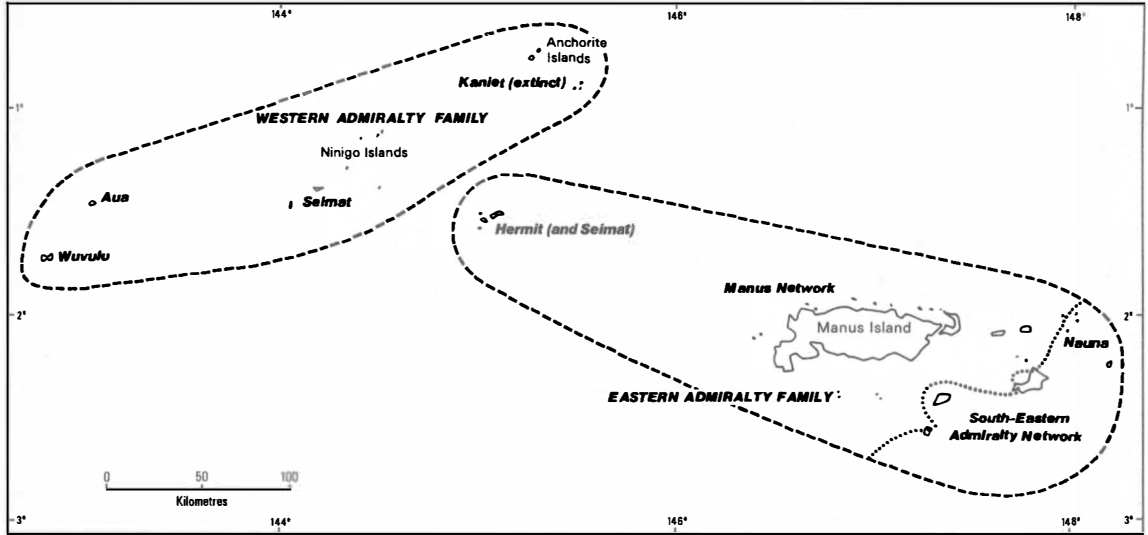 144° 146° 148°
Anchorite
Islands
Kaniet (extinct)
1° 1°
WESTERN ADMIRALTY FAMILY
Ninigo Islands
Aua
Seimat
Hermit (and Seimat)
Wuvulu
Manus Network
2° 2°
Manus Island
Nauna
EASTERN ADMIRALTY FAMILY
South-Eastern
Admiralty Network
0 50 100
Kilometres
3° 3°
144° 146° 148°